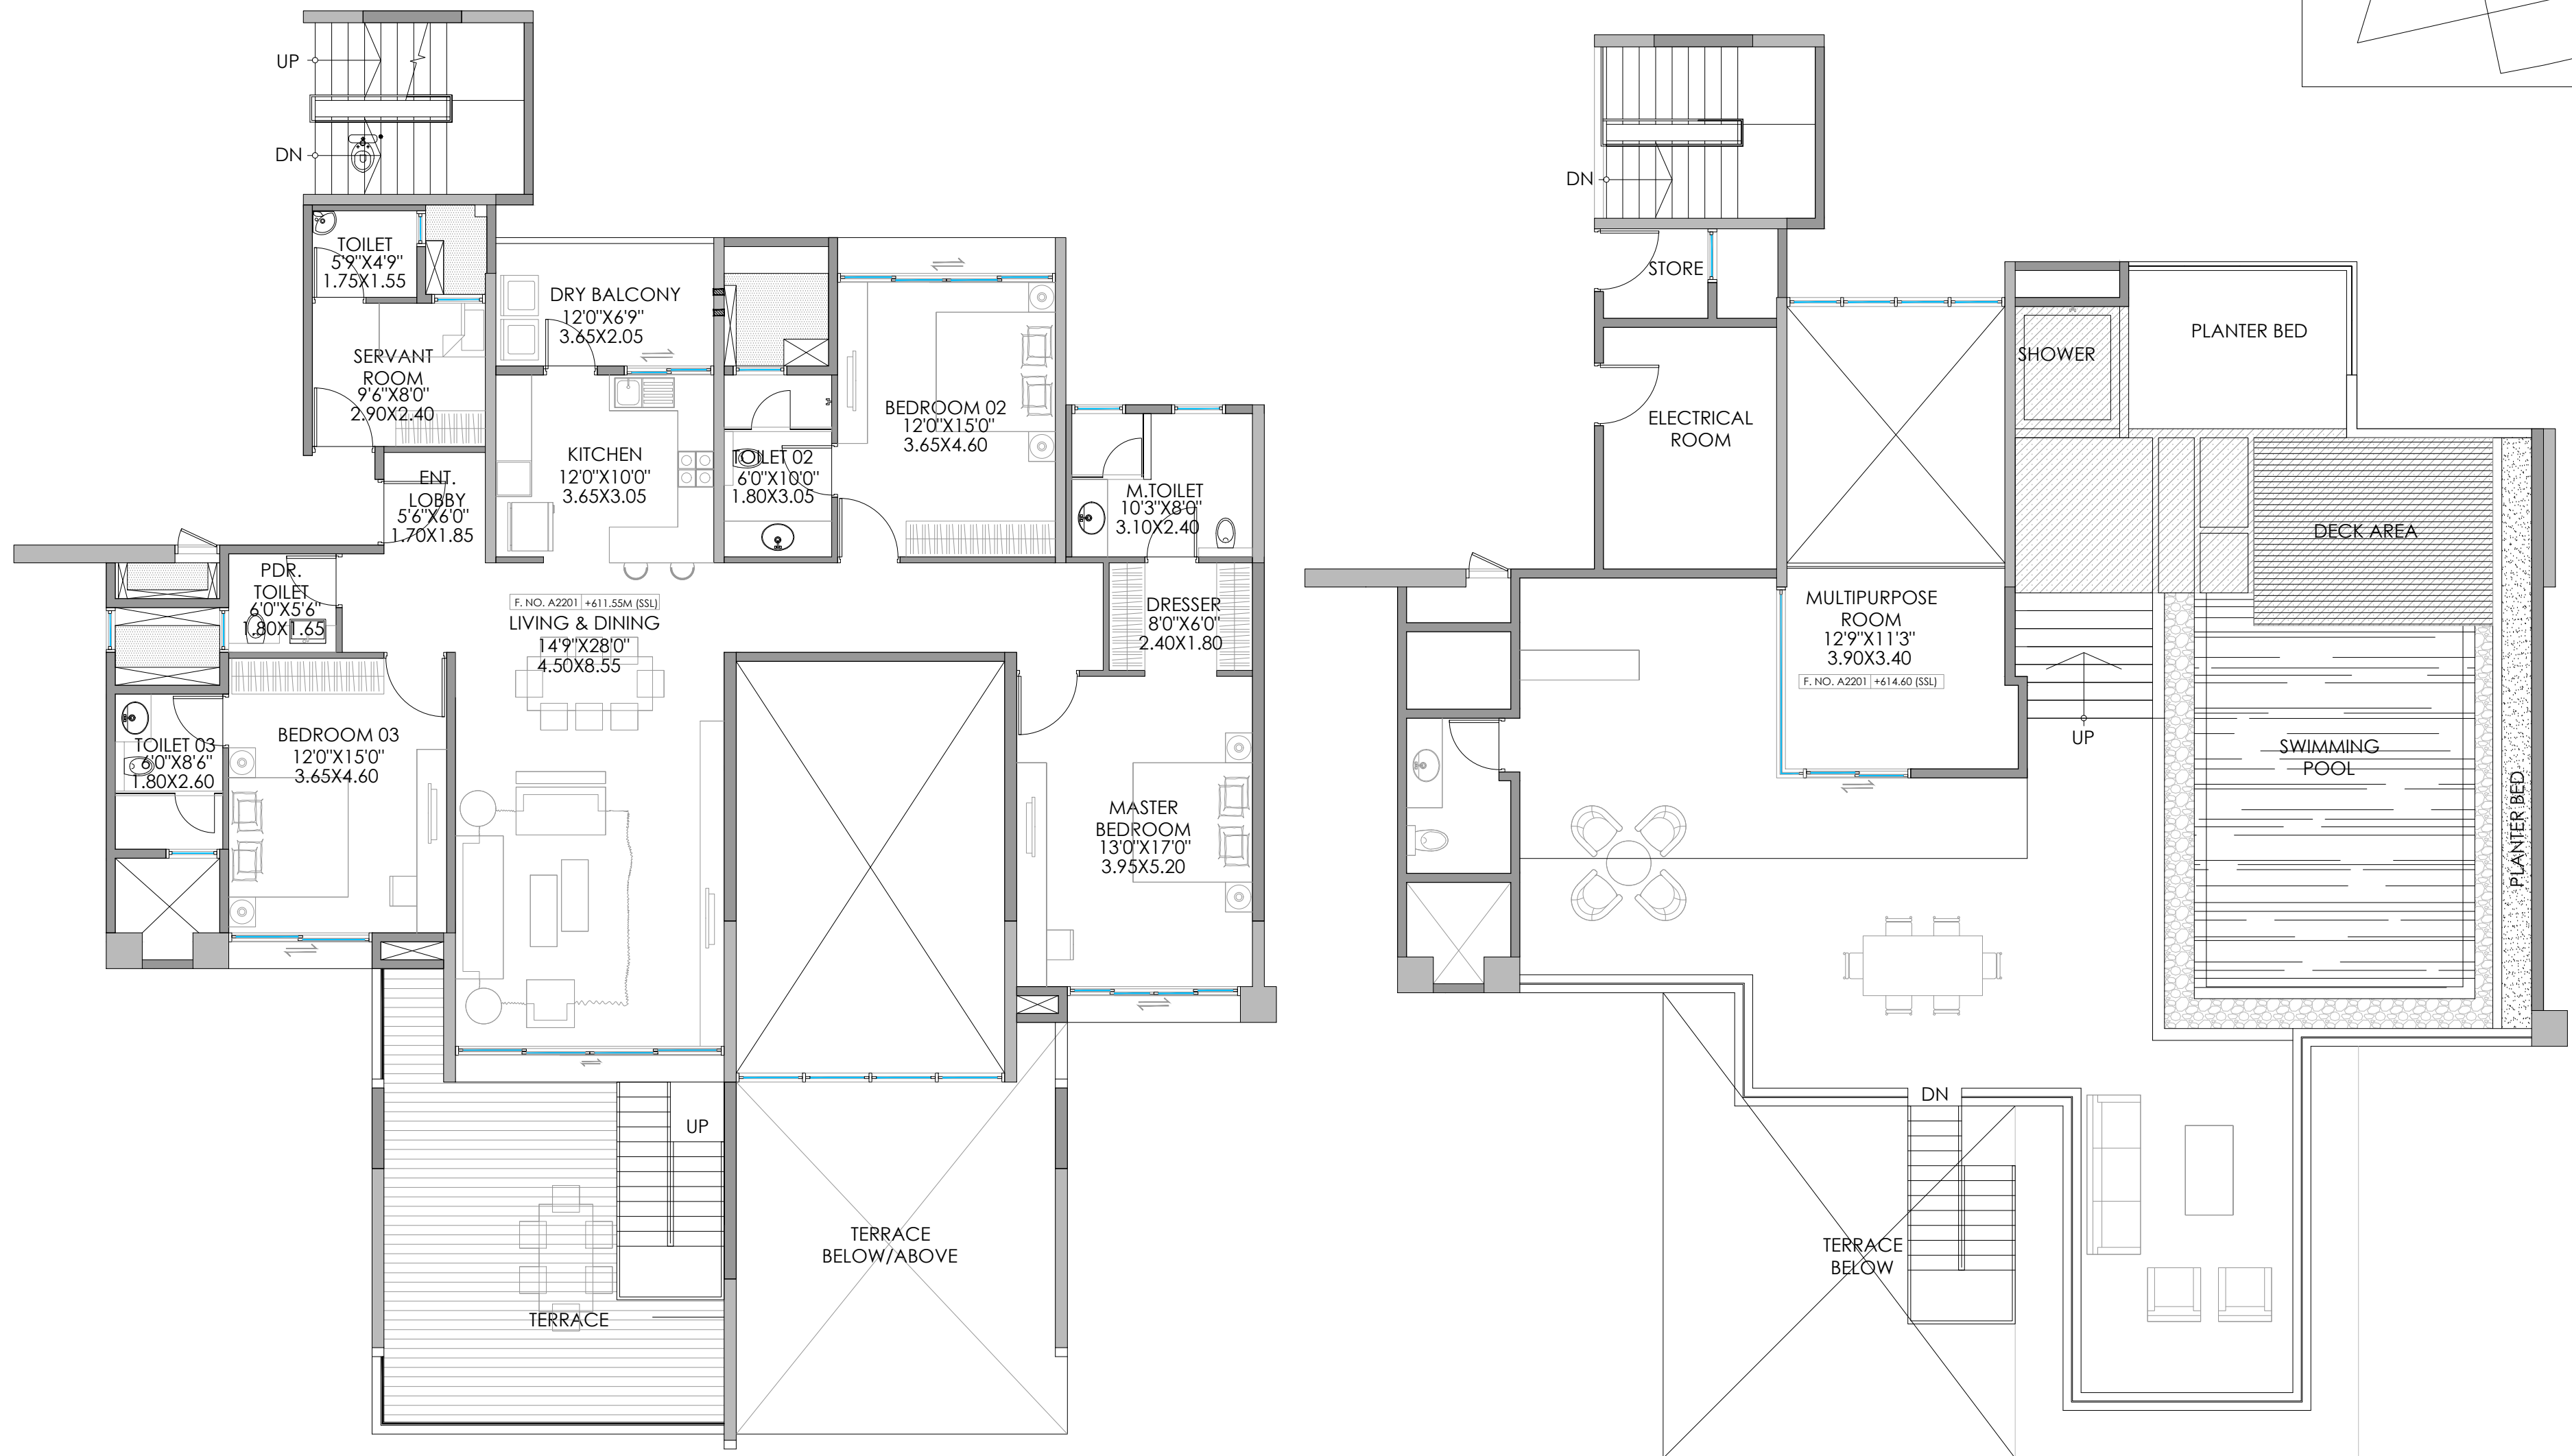 UP
DN
TOILET
5'9"X4'9"
1.75X1.55
SERVANT
ROOM
9'6"X8'0"
2.90X2.40
ENT.
LOBBY
5'6"X6'0"
1.70X1.85
DRY BALCONY
12'0"X6'9"
3.65X2.05
KITCHEN
12'0"X10'0"
3.65X3.05
TOILET 02
6'0"X10'0"
1.80X3.05
BEDROOM 02
12'0"X15'0"
3.65X4.60
M.TOILET
10'3"X8'0"
3.10X2.40
PDR.
TOILET
6'0"X5'6"
1.80X1.65
F. NO. A2201 +611.55M (SSL)
LIVING & DINING
14'9"X28'0"
4.50X8.55
DRESSER
8'0"X6'0"
2.40X1.80
TOILET 03
6'0"X8'6"
1.80X2.60
BEDROOM 03
12'0"X15'0"
3.65X4.60
MASTER
BEDROOM
13'0"X17'0"
3.95X5.20
UP
TERRACE
TERRACE
BELOW/ABOVE
DN
STORE
ELECTRICAL
ROOM
SHOWER
PLANTER BED
DECK AREA
MULTIPURPOSE
ROOM
12'9"X11'3"
3.90X3.40
F. NO. A2201 +614.60 (SSL)
UP
SWIMMING
POOL
PLANTER BED
DN
TERRACE
BELOW